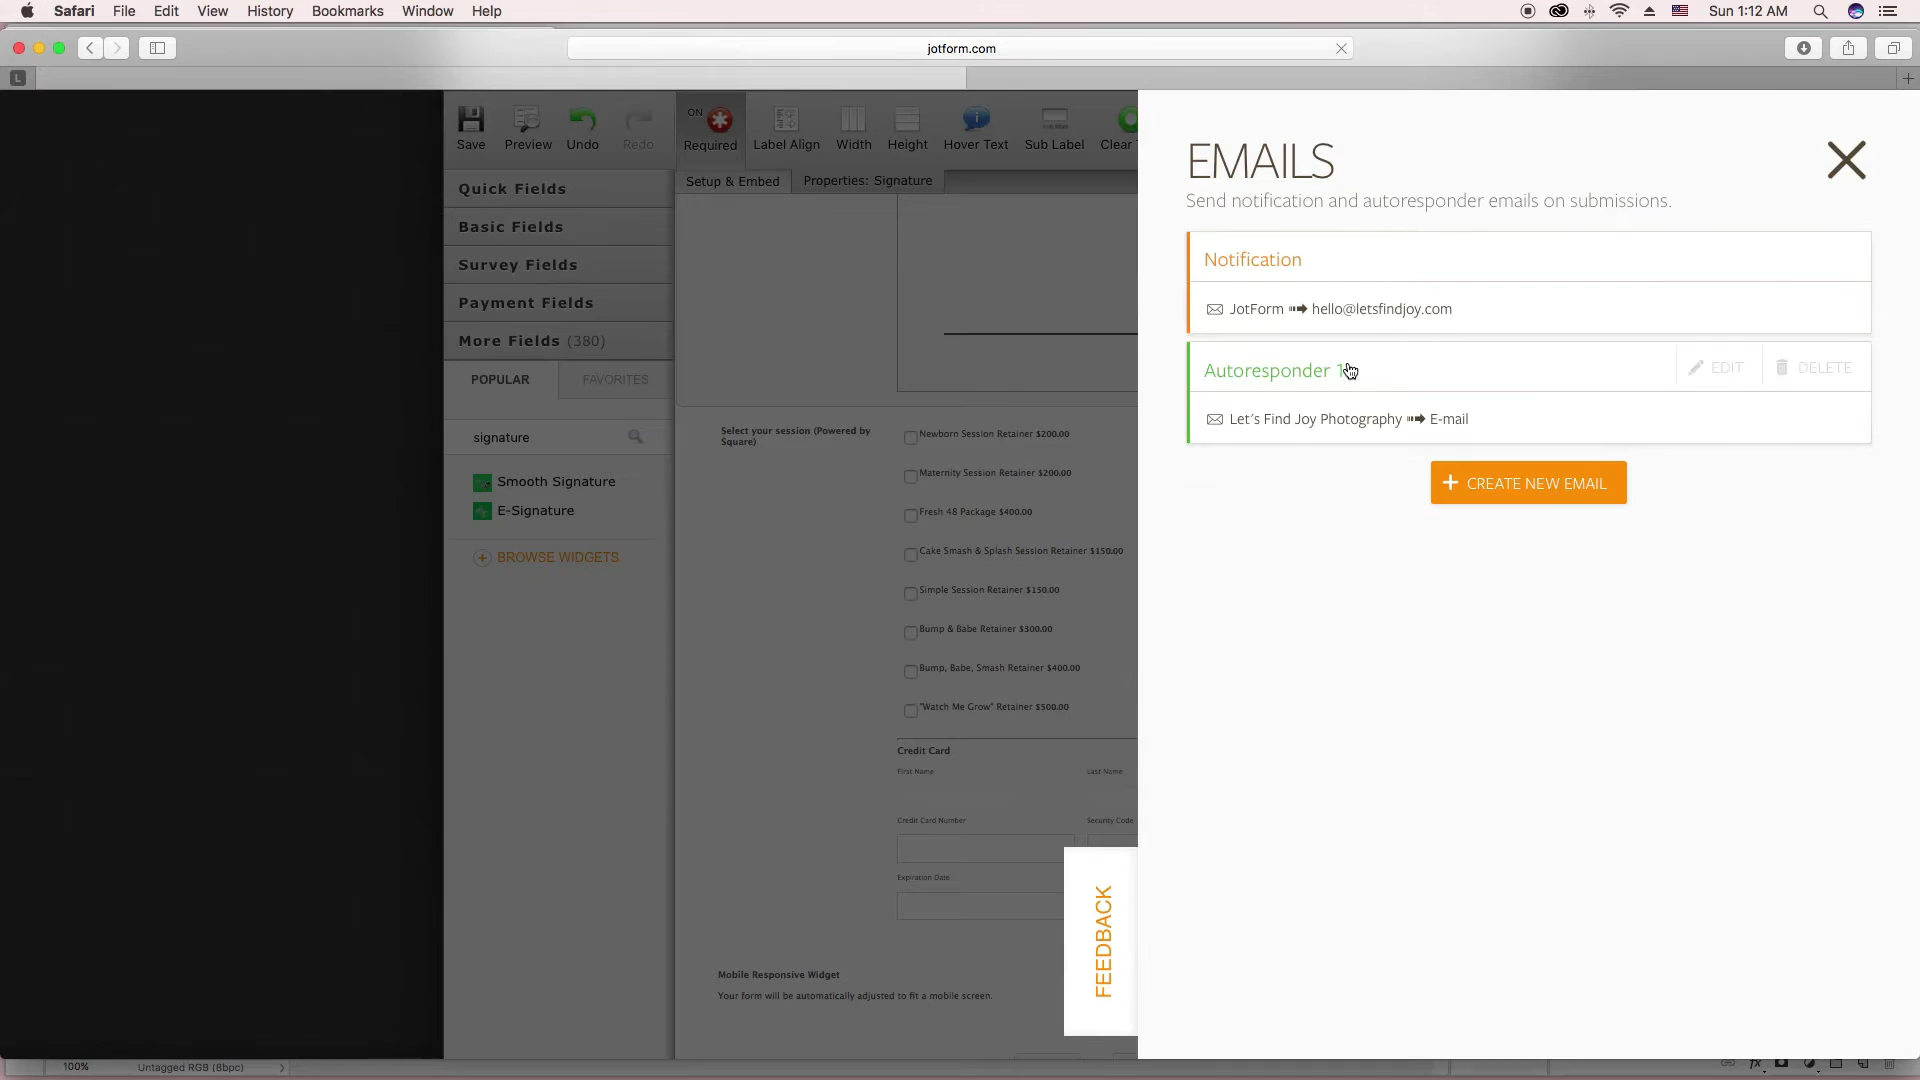 Safari File Edit View History Bookmarks Window Help Sun 1:12 AM
jotform.com
L
Save Preview Undo Redo
ON
Required Label Align Width Height Hover Text Sub Label Clear
Setup & Embed Properties: Signature
Quick Fields
Basic Fields
Survey Fields
Payment Fields
More Fields (380)
POPULAR FAVORITES
signature
Smooth Signature
E-Signature
BROWSE WIDGETS
Select your session (Powered by
Square)
Newborn Session Retainer $200.00
Maternity Session Retainer $200.00
Fresh 48 Package $400.00
Cake Smash & Splash Session Retainer $150.00
Simple Session Retainer $150.00
Bump & Babe Retainer $300.00
Bump, Babe, Smash Retainer $400.00
"Watch Me Grow" Retainer $500.00
Credit Card
First Name Last Name
Credit Card Number Security Code
Expiration Date
Mobile Responsive Widget
Your form will be automatically adjusted to fit a mobile screen.
FEEDBACK
EMAILS
Send notification and autoresponder emails on submissions.
Notification
JotForm hello@letsfindjoy.com
Autoresponder 1
EDIT DELETE
Let's Find Joy Photography E-mail
+ CREATE NEW EMAIL
100% Untagged RGB (8bpc)
fx